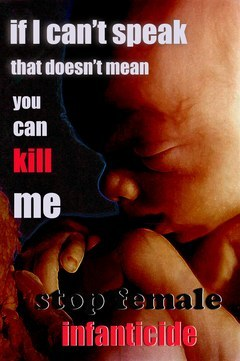 if I can't speak
that doesn't mean
you
can
kill
me
stop female
infanticide